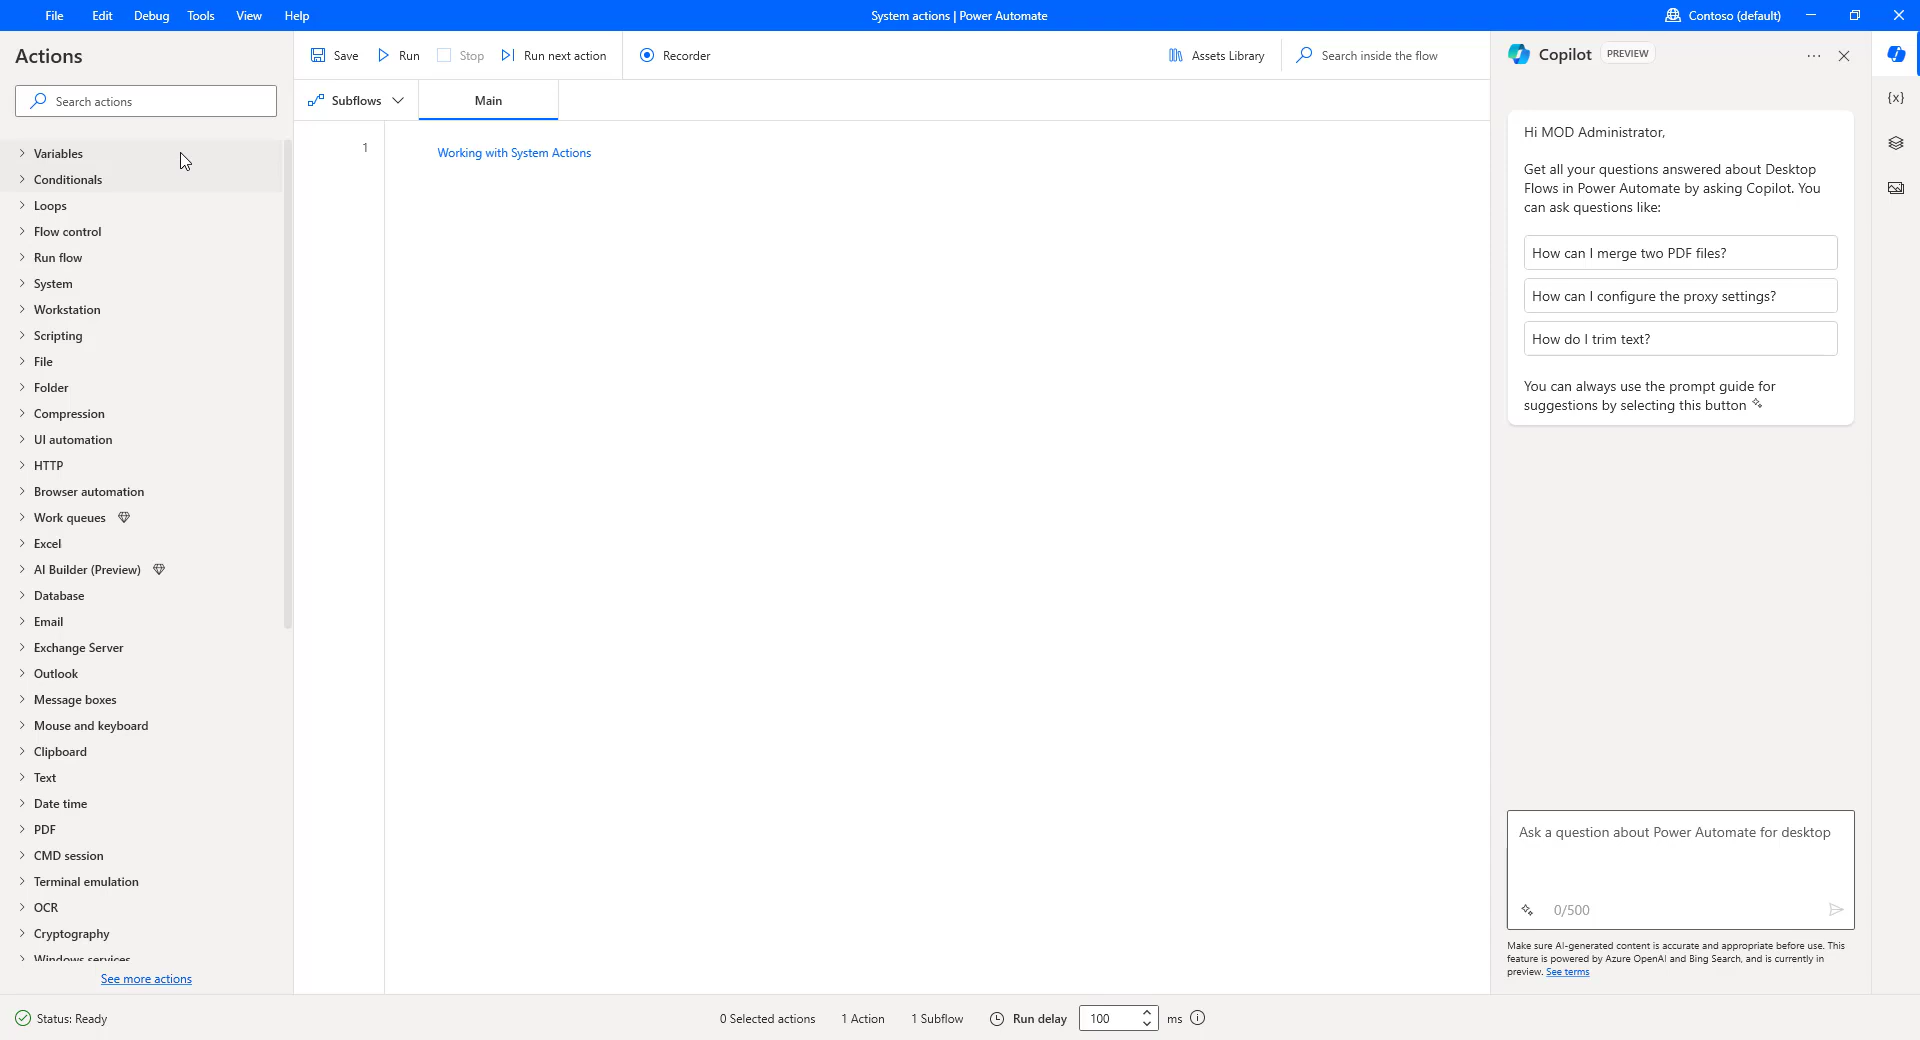 File Edit Debug Tools View Help
System actions | Power Automate
Contoso (default)
Actions
Search actions
Variables
Conditionals
Loops
Flow control
Run flow
System
Workstation
Scripting
File
Folder
Compression
UI automation
HTTP
Browser automation
Work queues
Excel
AI Builder (Preview)
Database
Email
Exchange Server
Outlook
Message boxes
Mouse and keyboard
Clipboard
Text
Date time
PDF
CMD session
Terminal emulation
OCR
Cryptography
Windows services
See more actions
Save Run Stop Run next action Recorder
Assets Library Search inside the flow
Subflows Main
1 Working with System Actions
Copilot PREVIEW
{x}
Hi MOD Administrator,
Get all your questions answered about Desktop
Flows in Power Automate by asking Copilot. You
can ask questions like:
How can I merge two PDF files?
How can I configure the proxy settings?
How do I trim text?
You can always use the prompt guide for
suggestions by selecting this button
Ask a question about Power Automate for desktop
0/500
Make sure AI-generated content is accurate and appropriate before use. This
feature is powered by Azure OpenAI and Bing Search, and is currently in
preview. See terms
Status: Ready
0 Selected actions 1 Action 1 Subflow Run delay 100 ms